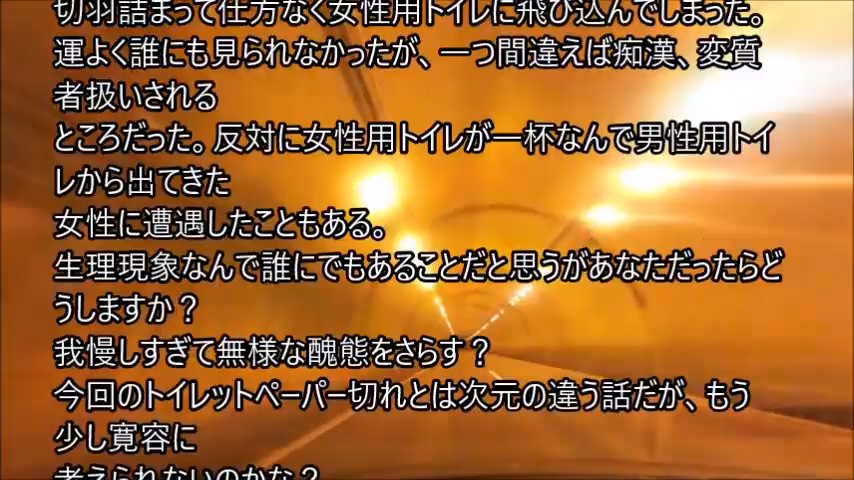 切羽詰まって仕方なく女性用トイレに飛び込んでしまった。
運よく誰にも見られなかったが、一つ間違えば痴漢、変質
者扱いされる
ところだった。反対に女性用トイレが一杯なんで男性用トイ
レから出てきた
女性に遭遇したこともある。
生理現象なんで誰にでもあることだと思うがあなただったらど
うしますか？
我慢しすぎて無様な醜態をさらす？
今回のトイレットペーパー切れとは次元の違う話だが、もう
少し寛容に
考えられないのかな？